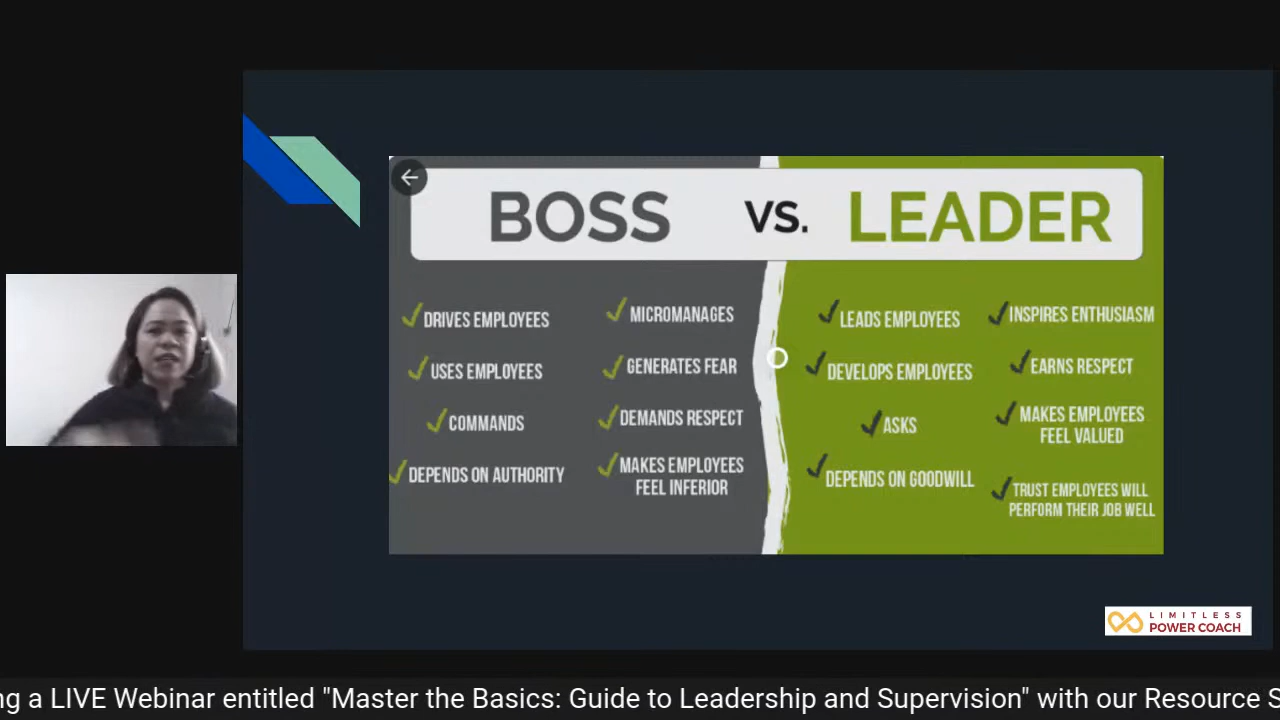 BOSS VS. LEADER
DRIVES EMPLOYEES
USES EMPLOYEES
COMMANDS
DEPENDS ON AUTHORITY
MICROMANAGES
GENERATES FEAR
DEMANDS RESPECT
MAKES EMPLOYEES
FEEL INFERIOR
LEADS EMPLOYEES
DEVELOPS EMPLOYEES
ASKS
DEPENDS ON GOODWILL
INSPIRES ENTHUSIASM
EARNS RESPECT
MAKES EMPLOYEES
FEEL VALUED
TRUST EMPLOYEES WILL
PERFORM THEIR JOB WELL
LIMITLESS
POWER COACH
ng a LIVE Webinar entitled "Master the Basics: Guide to Leadership and Supervision" with our Resource S